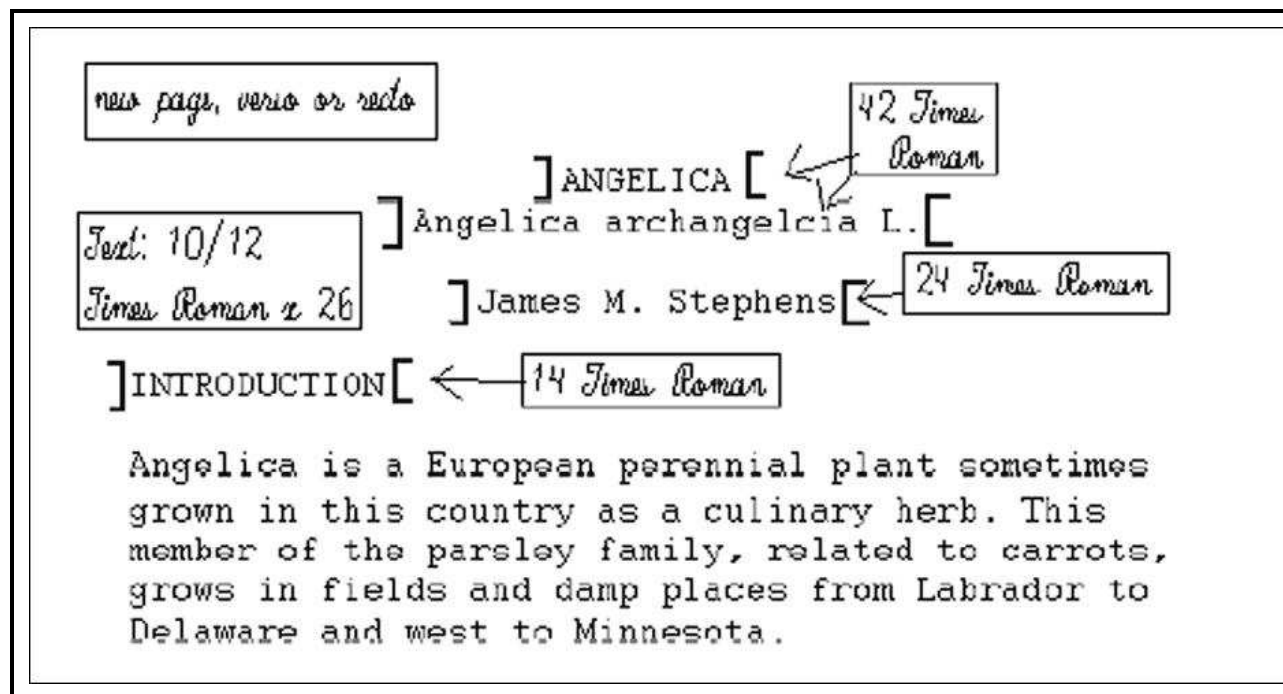 new page, verso or recto
42 Times
Roman
]ANGELICA[
]Angelica archangelcia L.[
Text: 10/12
Times Roman x 26
]James M. Stephens[
24 Times Roman
]INTRODUCTION[
14 Times Roman
Angelica is a European perennial plant sometimes
grown in this country as a culinary herb. This
member of the parsley family, related to carrots,
grows in fields and damp places from Labrador to
Delaware and west to Minnesota.